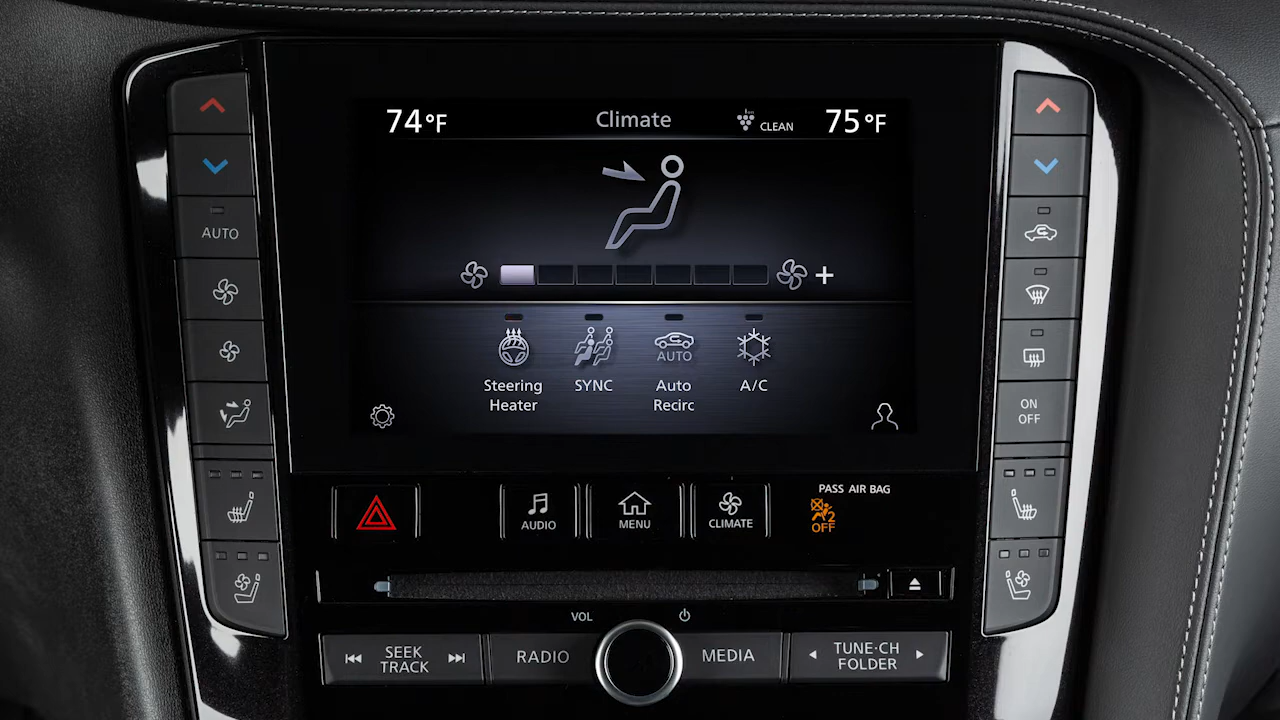 74°F
Climate
CLEAN
75°F
AUTO
+
AUTO
Steering
Heater
SYNC
Auto
Recirc
A/C
ON
OFF
PASS AIR BAG
2
OFF
AUDIO
MENU
CLIMATE
VOL
SEEK
TRACK
RADIO
MEDIA
TUNE·CH
FOLDER